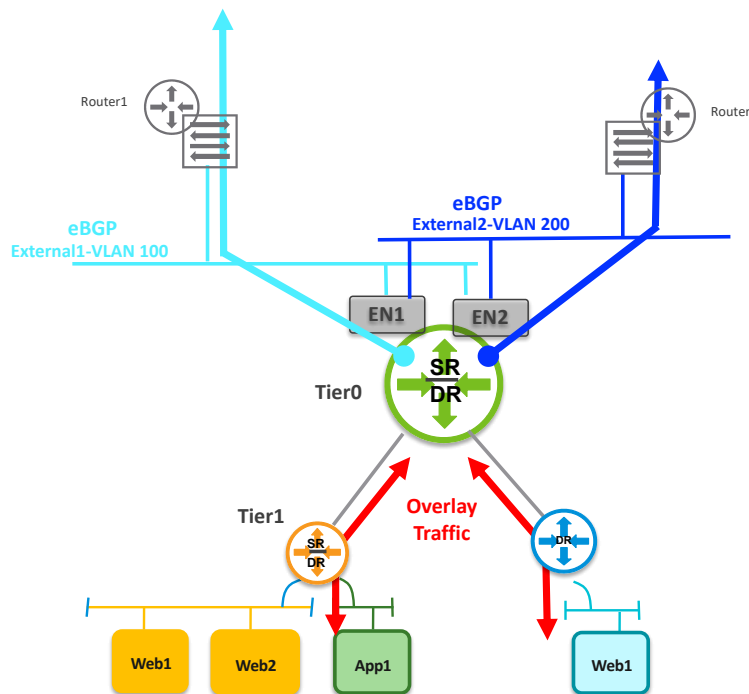 Router1
Router
eBGP
External2-VLAN 200
eBGP
External1-VLAN 100
EN1
EN2
SR
DR
Tier0
Tier1
Overlay
Traffic
SR
DR
DR
Web1
Web2
App1
Web1